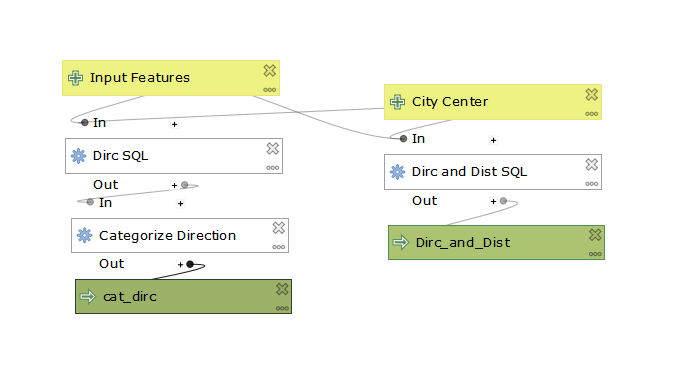 Input Features
In
Dirc SQL
Out
In
Categorize Direction
Out
cat_dirc
City Center
In
Dirc and Dist SQL
Out
Dirc_and_Dist